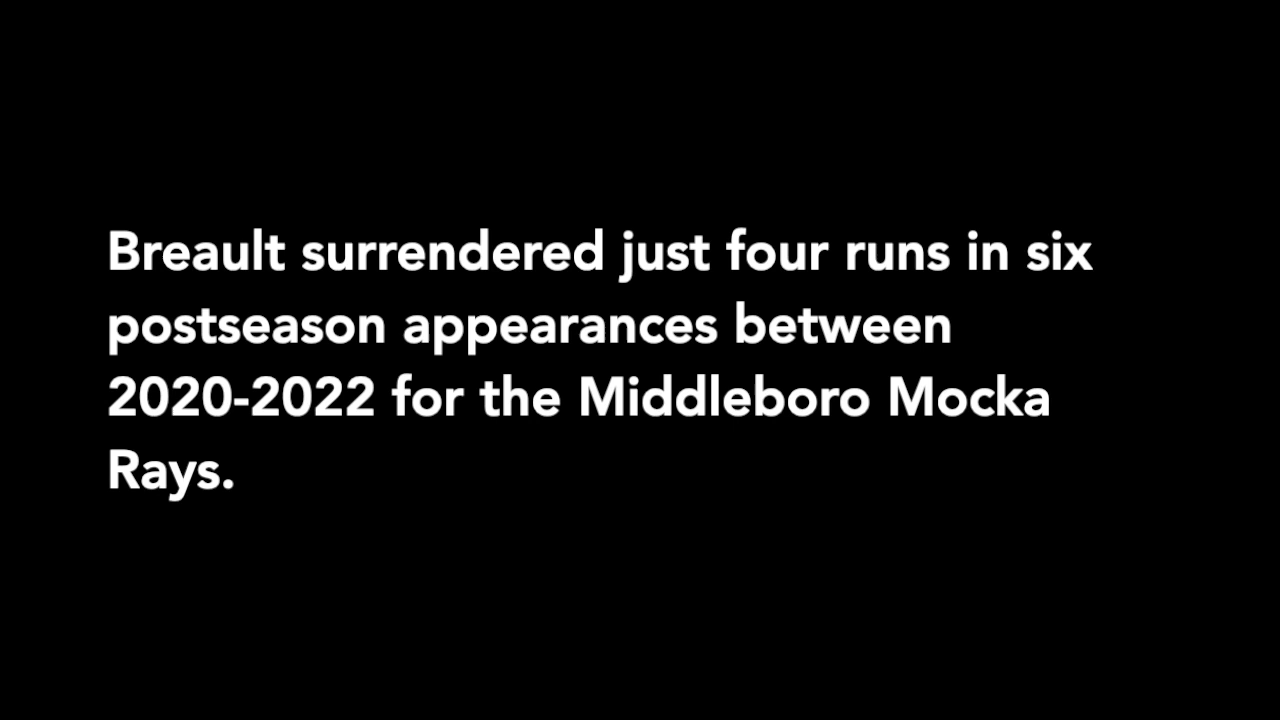 Breault surrendered just four runs in six
postseason appearances between
2020-2022 for the Middleboro Mocka
Rays.